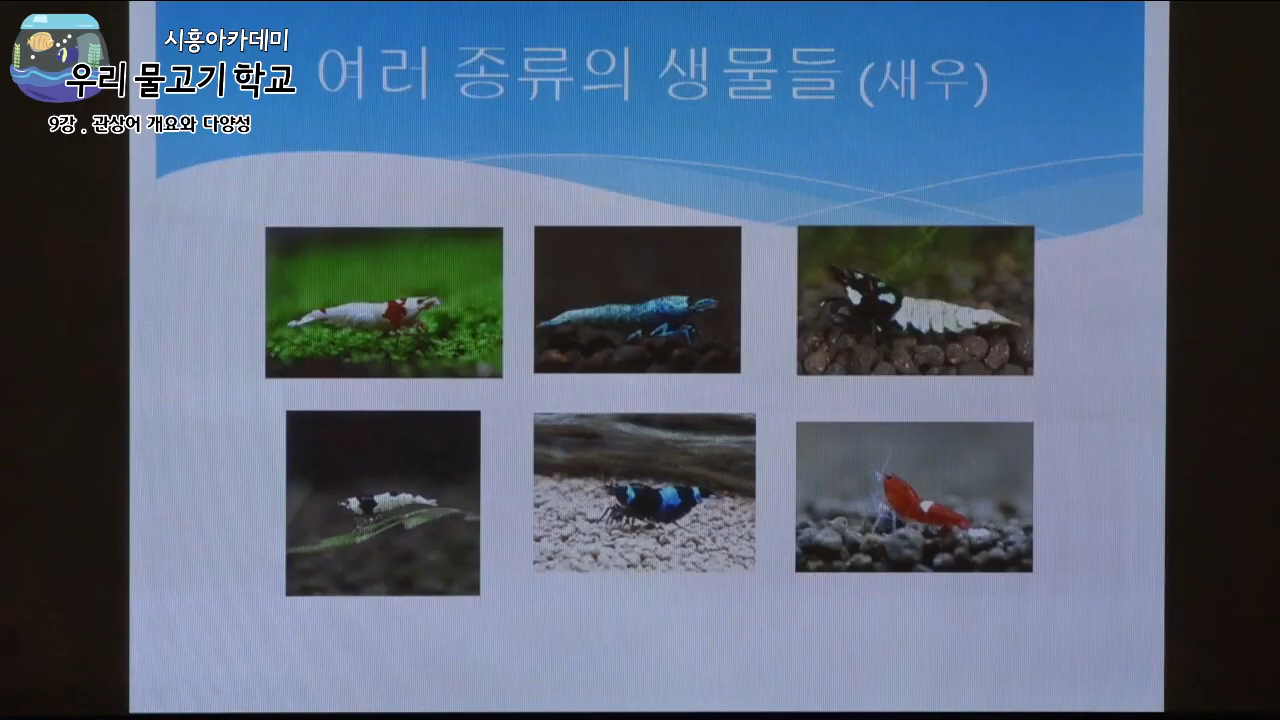 시흥아카데미
우리 물고기 학교
9강 . 관상어 개요와 다양성
여러 종류의 생물들 (새우)